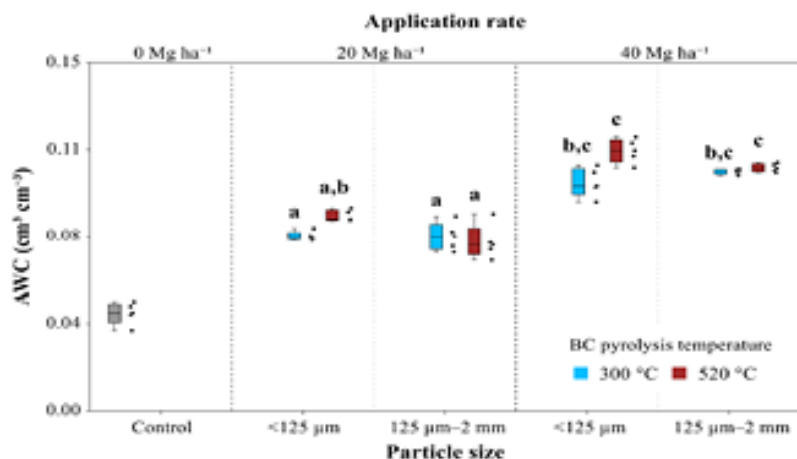 Application rate
0 Mg ha⁻¹ 20 Mg ha⁻¹ 40 Mg ha⁻¹
0.15
0.11
0.08
0.04
0.00
AWC (cm³ cm⁻³)
a
a,b
a
a
b,c
c
b,c
c
BC pyrolysis temperature
300 °C 520 °C
Control <125 µm 125 µm–2 mm <125 µm 125 µm–2 mm
Particle size